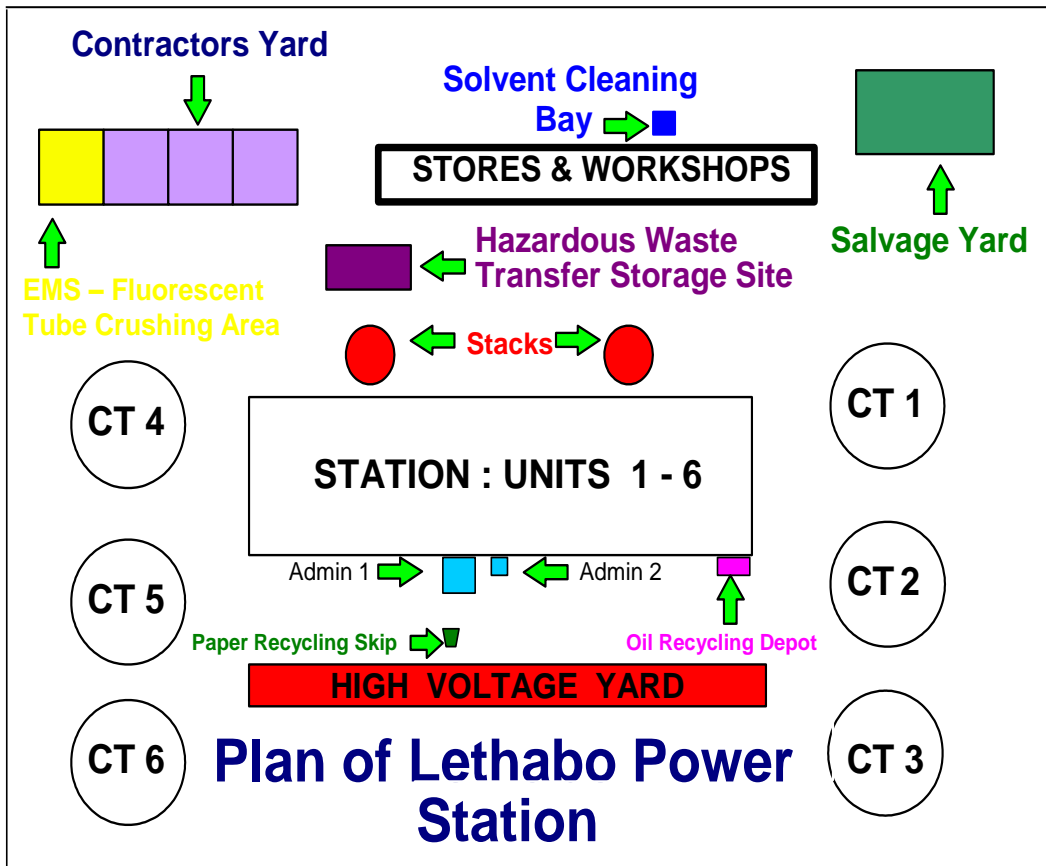 Contractors Yard
Solvent Cleaning
Bay
STORES & WORKSHOPS
Salvage Yard
Hazardous Waste
Transfer Storage Site
EMS – Fluorescent
Tube Crushing Area
Stacks
CT 4
CT 1
STATION : UNITS 1 - 6
Admin 1
Admin 2
CT 5
CT 2
Paper Recycling Skip
Oil Recycling Depot
HIGH VOLTAGE YARD
CT 6
CT 3
Plan of Lethabo Power
Station